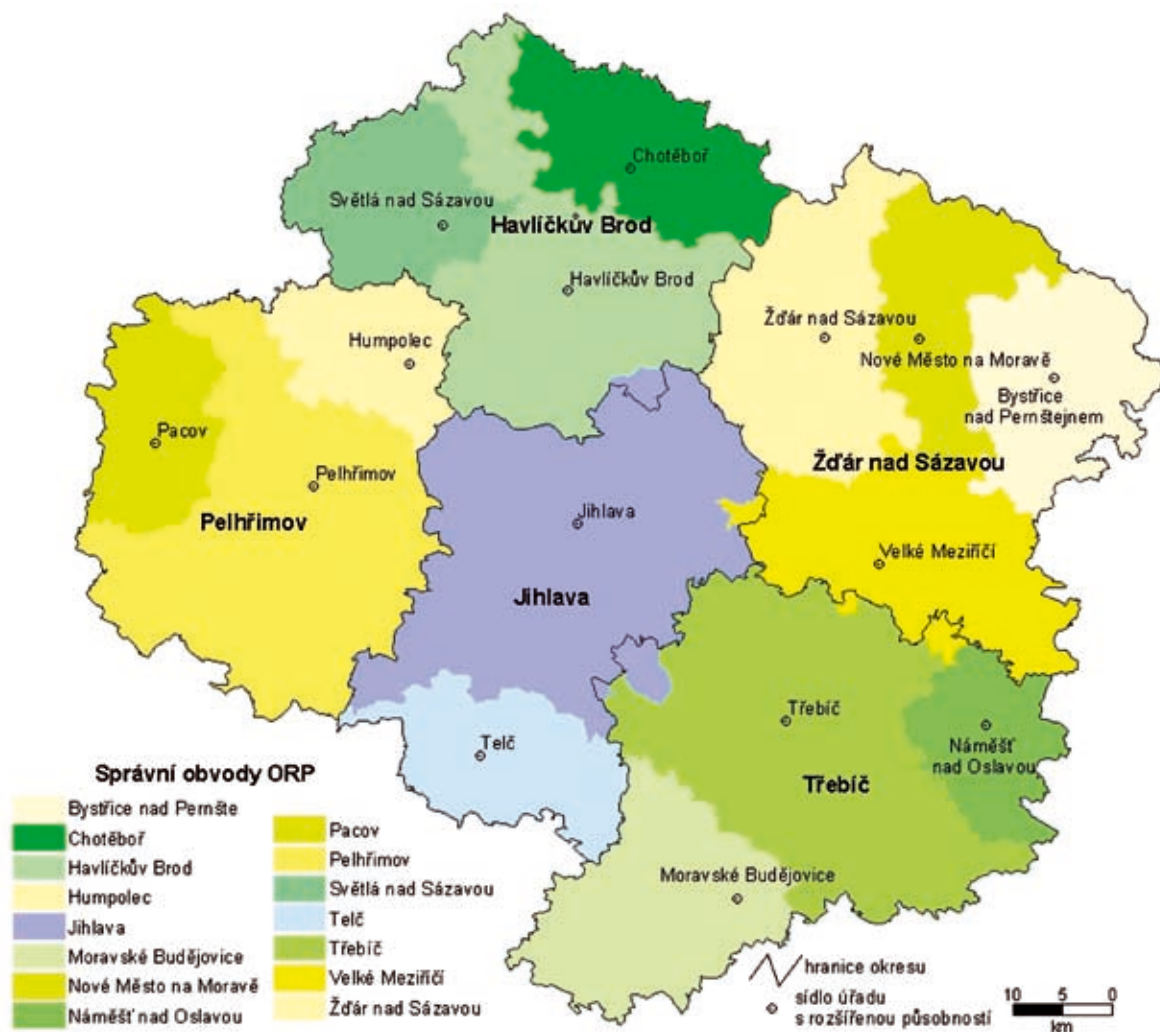 Chotěboř
Světlá nad Sázavou
Havlíčkův Brod
Havlíčkův Brod
Žďár nad Sázavou
Humpolec
Nové Město na Moravě
Bystřice
nad Pernštejnem
Pacov
Žďár nad Sázavou
Pelhřimov
Pelhřimov
Jihlava
Velké Meziříčí
Jihlava
Třebíč
Telč
Náměšť
nad Oslavou
Třebíč
Moravské Budějovice
Správní obvody ORP
Bystřice nad Pernšte
Chotěboř
Havlíčkův Brod
Humpolec
Jihlava
Moravské Budějovice
Nové Město na Moravě
Náměšť nad Oslavou
Pacov
Pelhřimov
Světlá nad Sázavou
Telč
Třebíč
Velké Meziříčí
Žďár nad Sázavou
hranice okresu
sídlo úřadu
s rozšířenou působností
10 5 0
km